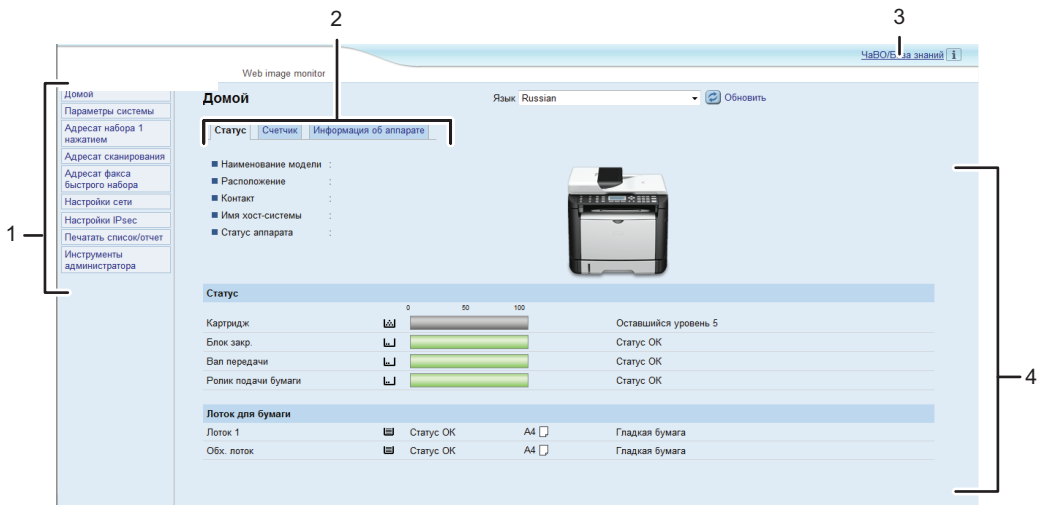 2
3
ЧаВО/База знаний i
Web image monitor
1
Домой
Параметры системы
Адресат набора 1
нажатием
Адресат сканирования
Адресат факса
быстрого набора
Настройки сети
Настройки IPsec
Печатать список/отчет
Инструменты
администратора
Домой
Язык Russian Обновить
Статус Счетчик Информация об аппарате
Наименование модели :
Расположение :
Контакт :
Имя хост-системы :
Статус аппарата :
Статус
0 50 100
Картридж Оставшийся уровень 5
Блок закр. Статус OK
Вал передачи Статус OK
Ролик подачи бумаги Статус OK
4
Лоток для бумаги
Лоток 1 Статус OK A4 Гладкая бумага
Обх. лоток Статус OK A4 Гладкая бумага